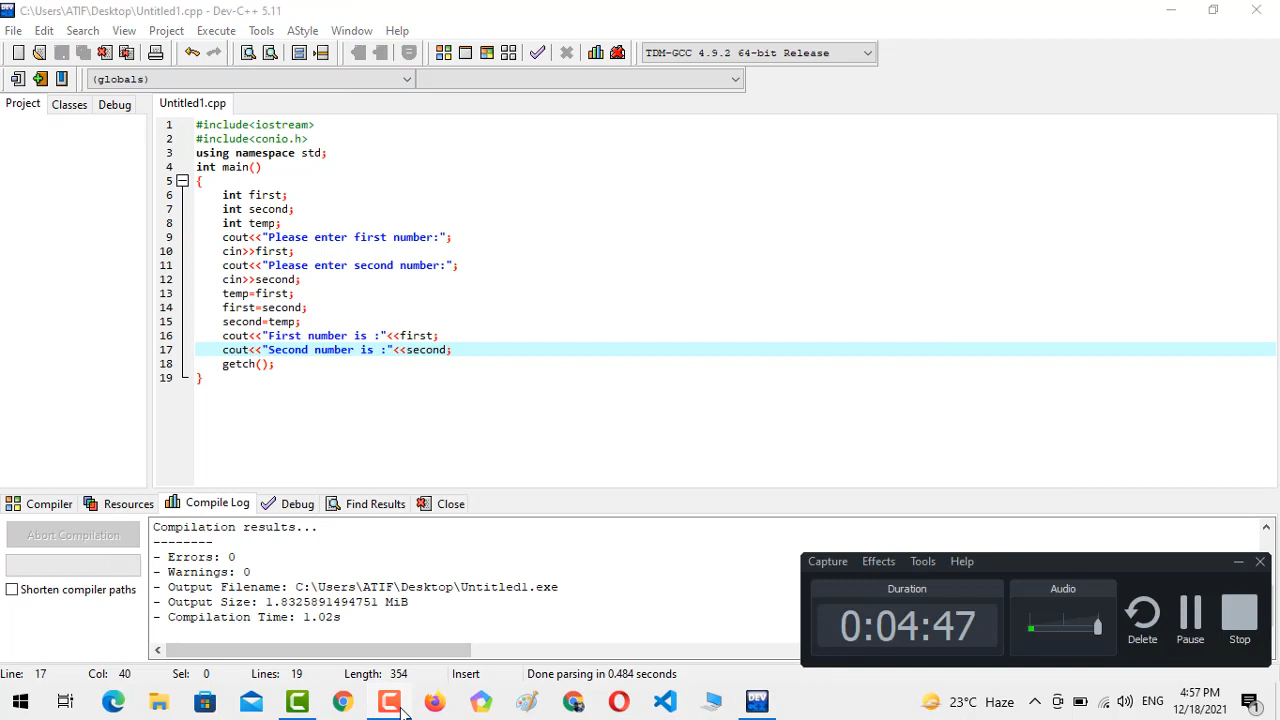 C:\Users\ATIF\Desktop\Untitled1.cpp - Dev-C++ 5.11
File Edit Search View Project Execute Tools AStyle Window Help
TDM-GCC 4.9.2 64-bit Release
(globals)
Project Classes Debug Untitled1.cpp
1 #include<iostream>
2 #include<conio.h>
3 using namespace std;
4 int main()
5 {
6 int first;
7 int second;
8 int temp;
9 cout<<"Please enter first number:";
10 cin>>first;
11 cout<<"Please enter second number:";
12 cin>>second;
13 temp=first;
14 first=second;
15 second=temp;
16 cout<<"First number is :"<<first;
17 cout<<"Second number is :"<<second;
18 getch();
19 }
Compiler Resources Compile Log Debug Find Results Close
Abort Compilation
Shorten compiler paths
Compilation results...
--------
- Errors: 0
- Warnings: 0
- Output Filename: C:\Users\ATIF\Desktop\Untitled1.exe
- Output Size: 1.8325891494751 MiB
- Compilation Time: 1.02s
Capture Effects Tools Help
Duration Audio
0:04:47
Delete Pause Stop
Line: 17 Col: 40 Sel: 0 Lines: 19 Length: 354 Insert Done parsing in 0.484 seconds
DEV
23°C Haze ENG 4:57 PM
12/18/2021
1